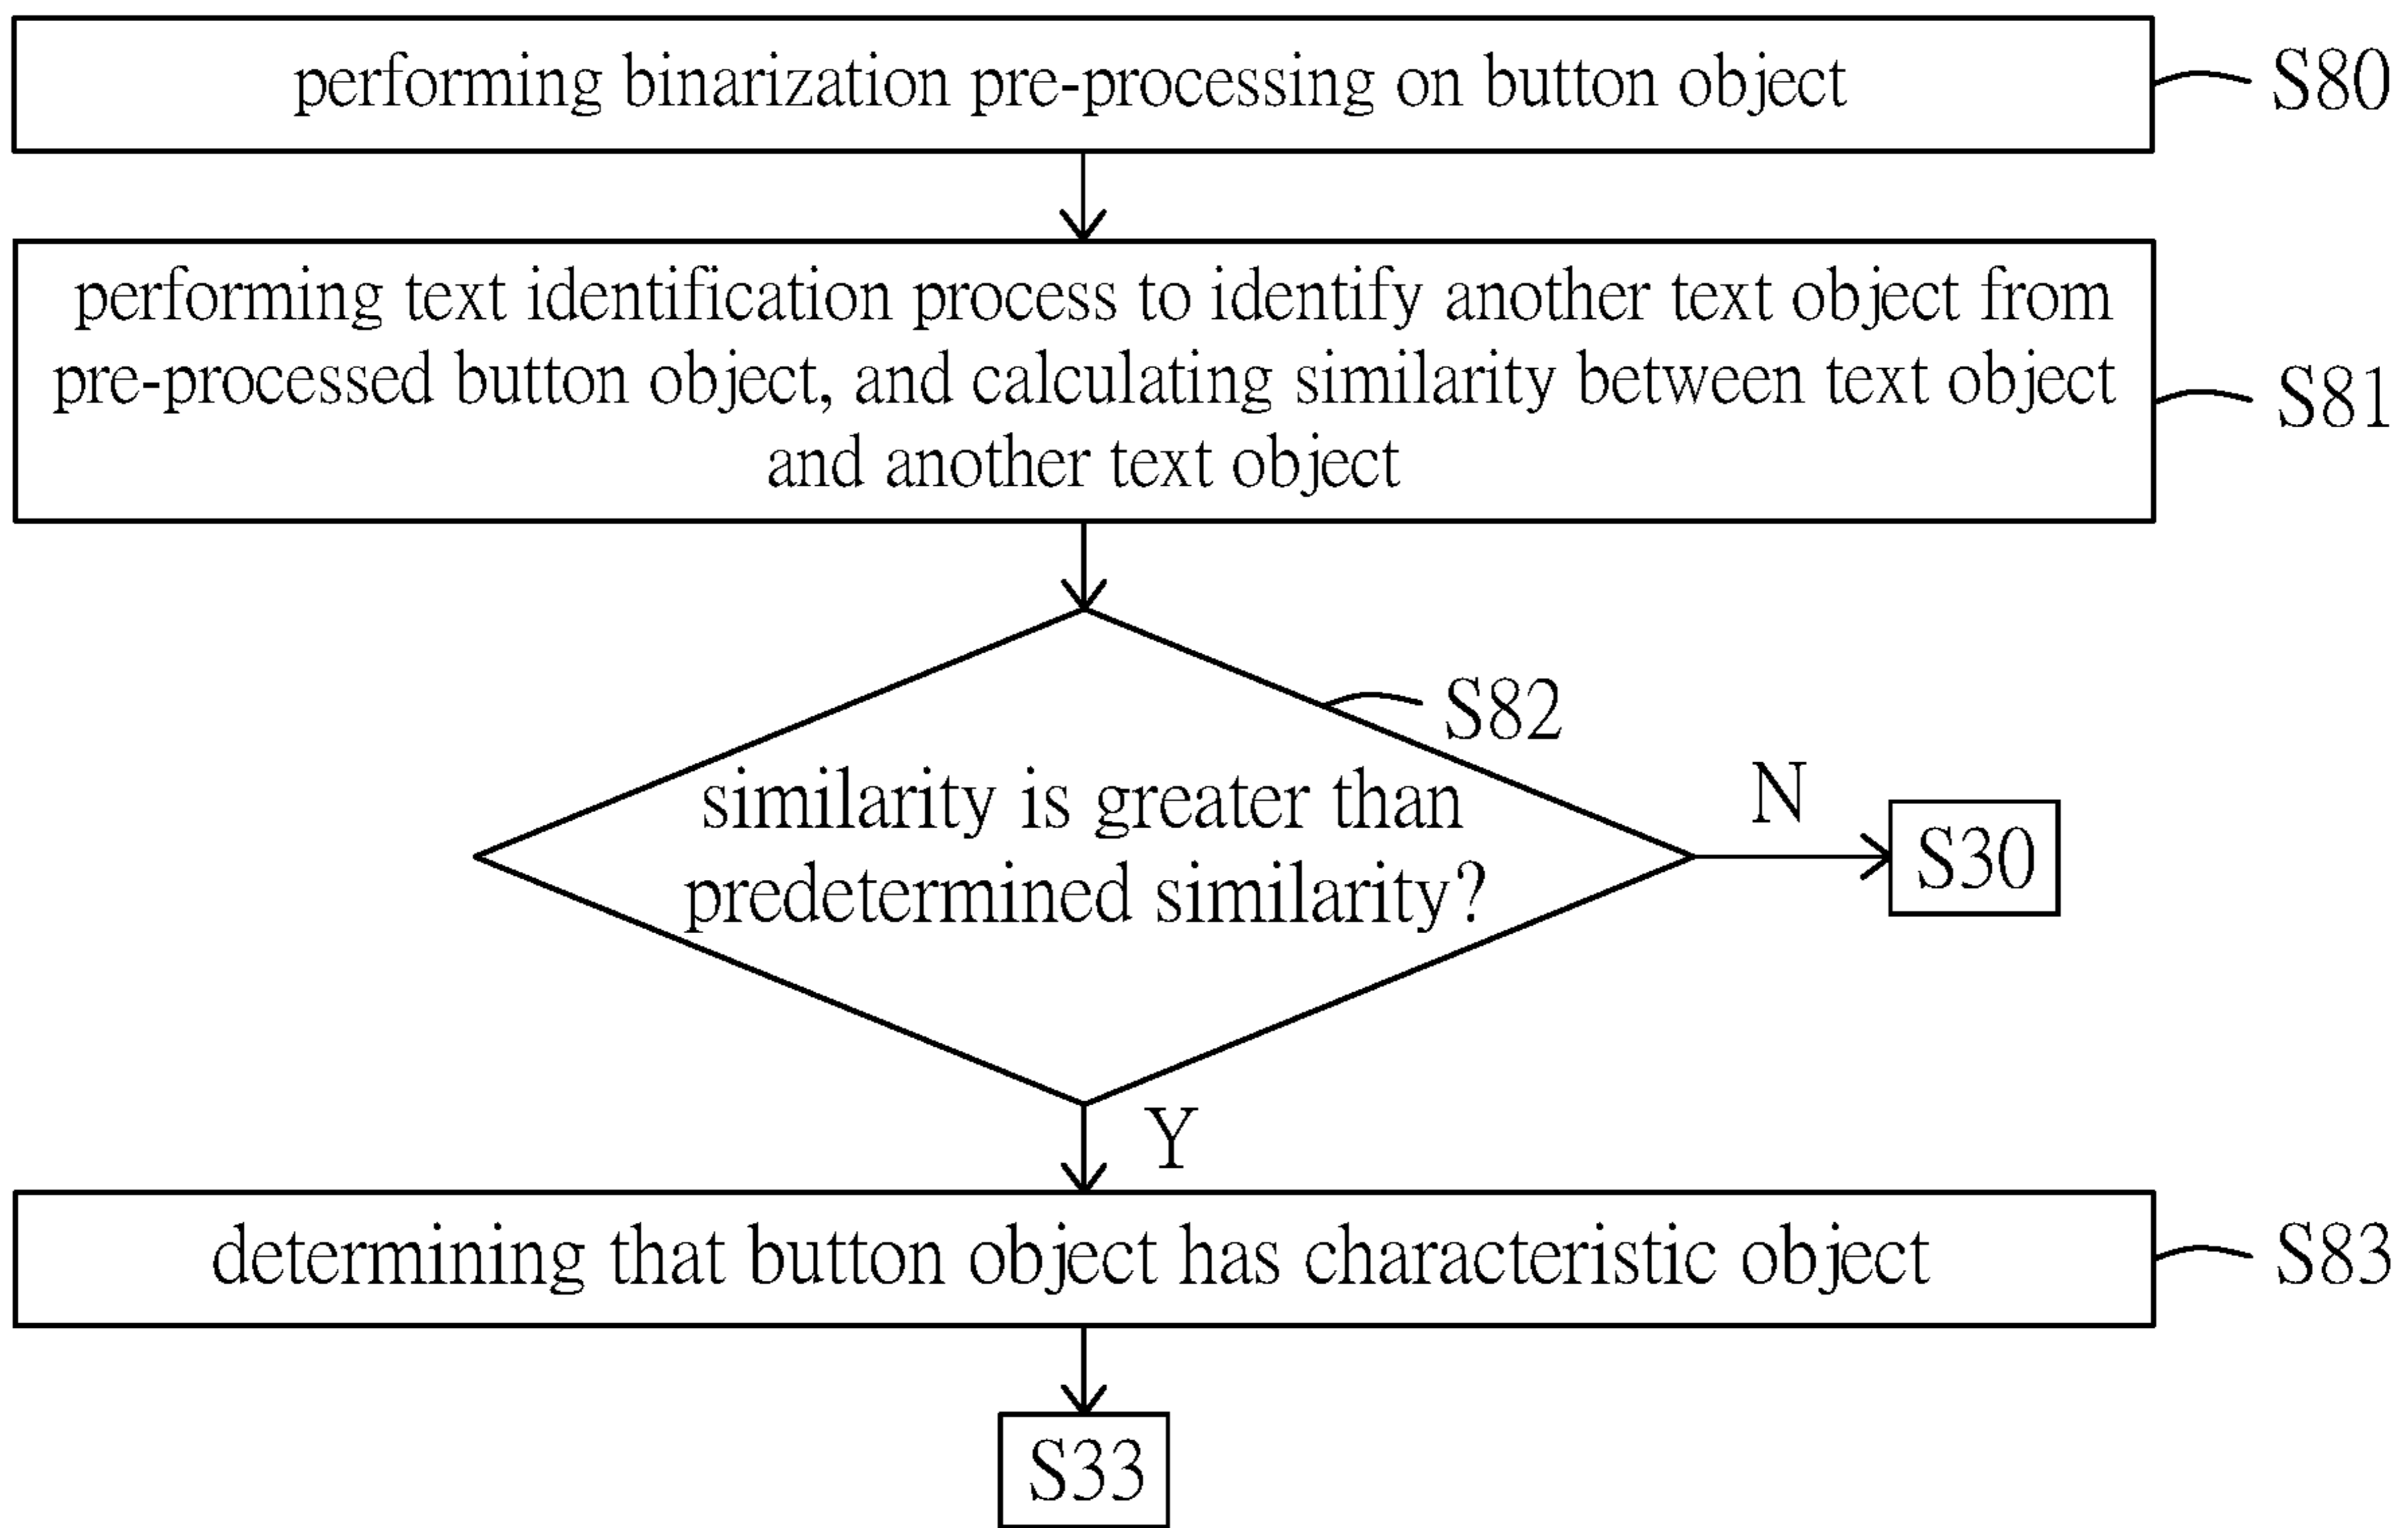 performing binarization pre-processing on button object
S80
performing text identification process to identify another text object from
pre-processed button object, and calculating similarity between text object
and another text object
S81
S82
similarity is greater than
predetermined similarity?
N
S30
Y
determining that button object has characteristic object
S83
S33